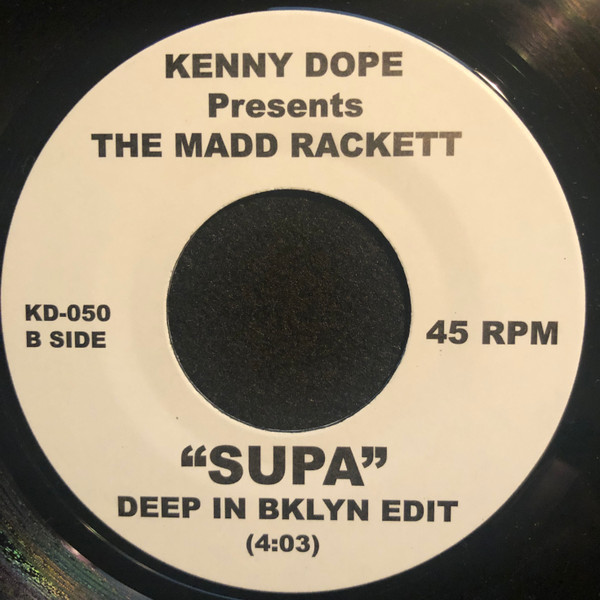 KENNY DOPE
Presents
THE MADD RACKETT
KD-050
B SIDE
45 RPM
“SUPA”
DEEP IN BKLYN EDIT
(4:03)